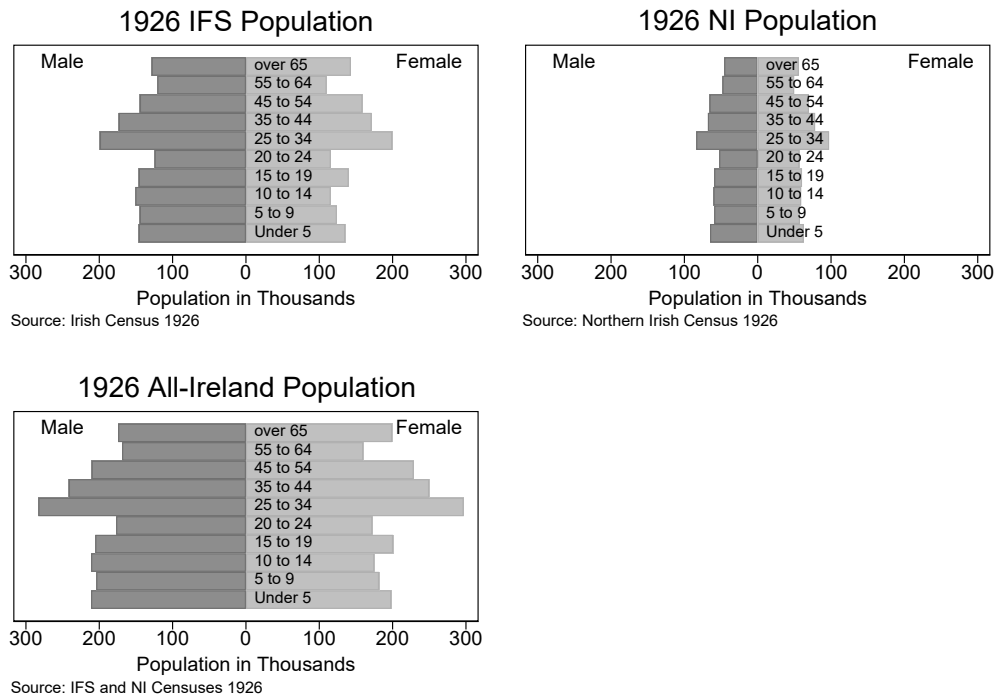 1926 IFS Population
Male
Female
over 65
55 to 64
45 to 54
35 to 44
25 to 34
20 to 24
15 to 19
10 to 14
5 to 9
Under 5
300 200 100 0 100 200 300
Population in Thousands
Source: Irish Census 1926
1926 NI Population
Male
Female
over 65
55 to 64
45 to 54
35 to 44
25 to 34
20 to 24
15 to 19
10 to 14
5 to 9
Under 5
300 200 100 0 100 200 300
Population in Thousands
Source: Northern Irish Census 1926
1926 All-Ireland Population
Male
Female
over 65
55 to 64
45 to 54
35 to 44
25 to 34
20 to 24
15 to 19
10 to 14
5 to 9
Under 5
300 200 100 0 100 200 300
Population in Thousands
Source: IFS and NI Censuses 1926